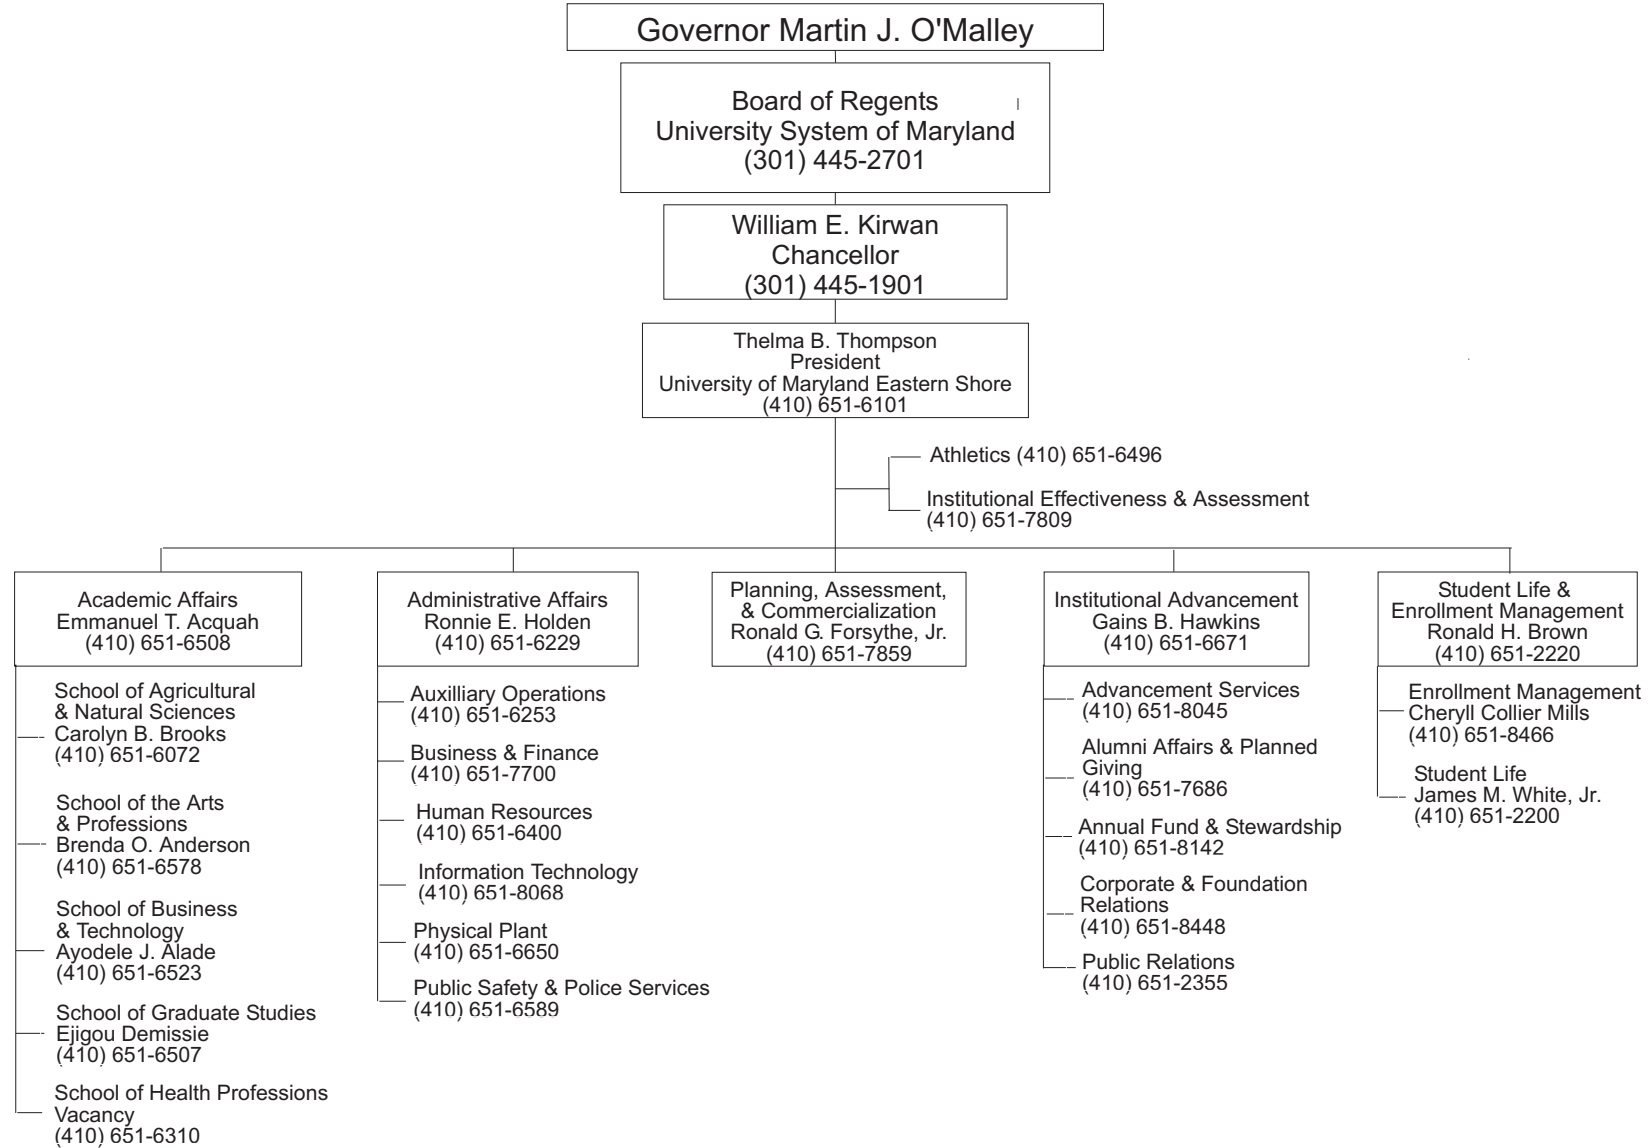 Governor Martin J. O'Malley
Board of Regents
University System of Maryland
(301) 445-2701
William E. Kirwan
Chancellor
(301) 445-1901
Thelma B. Thompson
President
University of Maryland Eastern Shore
(410) 651-6101
Athletics (410) 651-6496
Institutional Effectiveness & Assessment
(410) 651-7809
Academic Affairs
Emmanuel T. Acquah
(410) 651-6508
School of Agricultural
& Natural Sciences
Carolyn B. Brooks
(410) 651-6072
School of the Arts
& Professions
Brenda O. Anderson
(410) 651-6578
School of Business
& Technology
Ayodele J. Alade
(410) 651-6523
School of Graduate Studies
Ejigou Demissie
(410) 651-6507
School of Health Professions
Vacancy
(410) 651-6310
Administrative Affairs
Ronnie E. Holden
(410) 651-6229
Auxilliary Operations
(410) 651-6253
Business & Finance
(410) 651-7700
Human Resources
(410) 651-6400
Information Technology
(410) 651-8068
Physical Plant
(410) 651-6650
Public Safety & Police Services
(410) 651-6589
Planning, Assessment,
& Commercialization
Ronald G. Forsythe, Jr.
(410) 651-7859
Institutional Advancement
Gains B. Hawkins
(410) 651-6671
Advancement Services
(410) 651-8045
Alumni Affairs & Planned
Giving
(410) 651-7686
Annual Fund & Stewardship
(410) 651-8142
Corporate & Foundation
Relations
(410) 651-8448
Public Relations
(410) 651-2355
Student Life &
Enrollment Management
Ronald H. Brown
(410) 651-2220
Enrollment Management
Cheryll Collier Mills
(410) 651-8466
Student Life
James M. White, Jr.
(410) 651-2200